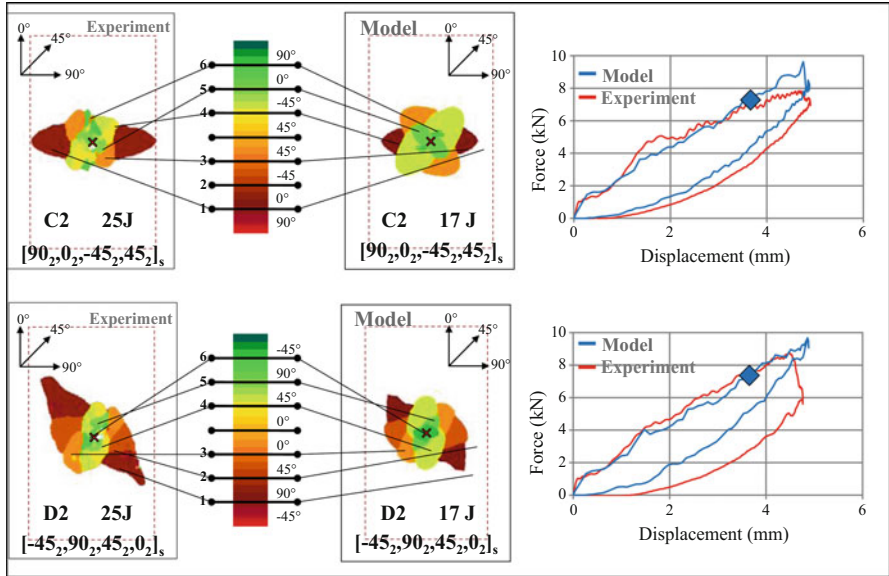 0°
45°
90°
Experiment
C2 25J
[90₂,0₂,-45₂,45₂]ₛ
6
5
4
3
2
1
90°
0°
-45°
45°
45°
-45
0°
90°
Model
0°
45°
90°
C2 17 J
[90₂,0₂,-45₂,45₂]ₛ
10
8
6
4
2
0
Force (kN)
Model
Experiment
0 2 4 6
Displacement (mm)
0°
45°
90°
Experiment
D2 25J
[-45₂,90₂,45₂,0₂]ₛ
6
5
4
3
2
1
-45°
90°
45°
0°
0°
45°
90°
-45°
Model
0°
45°
90°
D2 17 J
[-45₂,90₂,45₂,0₂]ₛ
10
8
6
4
2
0
Force (kN)
Model
Experiment
0 2 4 6
Displacement (mm)